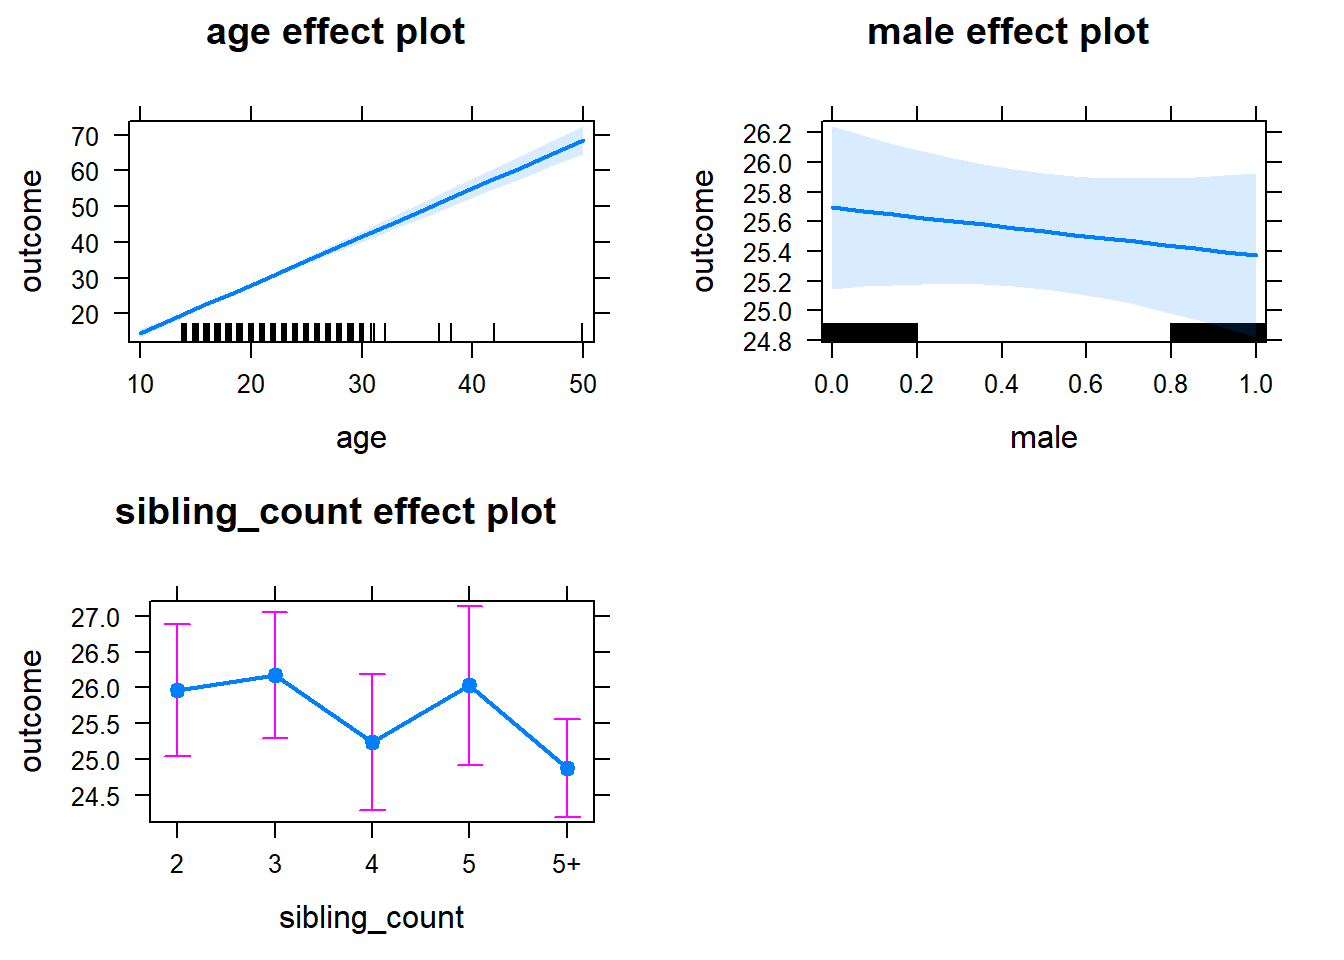 age effect plot
outcome
70
60
50
40
30
20
10 20 30 40 50
age
male effect plot
outcome
26.2
26.0
25.8
25.6
25.4
25.2
25.0
24.8
0.0 0.2 0.4 0.6 0.8 1.0
male
sibling_count effect plot
outcome
27.0
26.5
26.0
25.5
25.0
24.5
2 3 4 5 5+
sibling_count